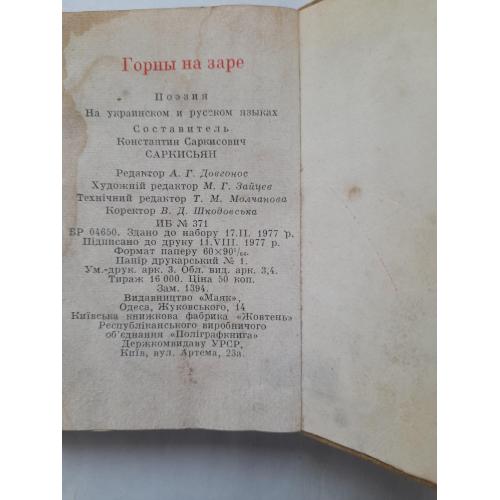 Горны на заре
Поэзия
На украинском и русском языках
Составитель
Константин Саркисович
САРКИСЬЯН
Редактор А. Г. Довгонос
Художній редактор М. Г. Зайцев
Технічний редактор Т. М. Молчанова
Коректор В. Д. Шкодовська
ИБ № 371
БР 04650. Здано до набору 17.II. 1977 р.
Підписано до друку 11.VIII. 1977 р.
Формат паперу 60×90¹/₆₄.
Папір друкарський № 1.
Ум.-друк. арк. 3. Обл. вид. арк. 3,4.
Тираж 16000. Ціна 50 коп.
Зам. 1394.
Видавництво «Маяк».
Одеса, Жуковського, 14
Київська книжкова фабрика «Жовтень»
Республіканського виробничого
об'єднання «Поліграфкнига»
Держкомвидаву УРСР,
Київ, вул. Артема, 23а.